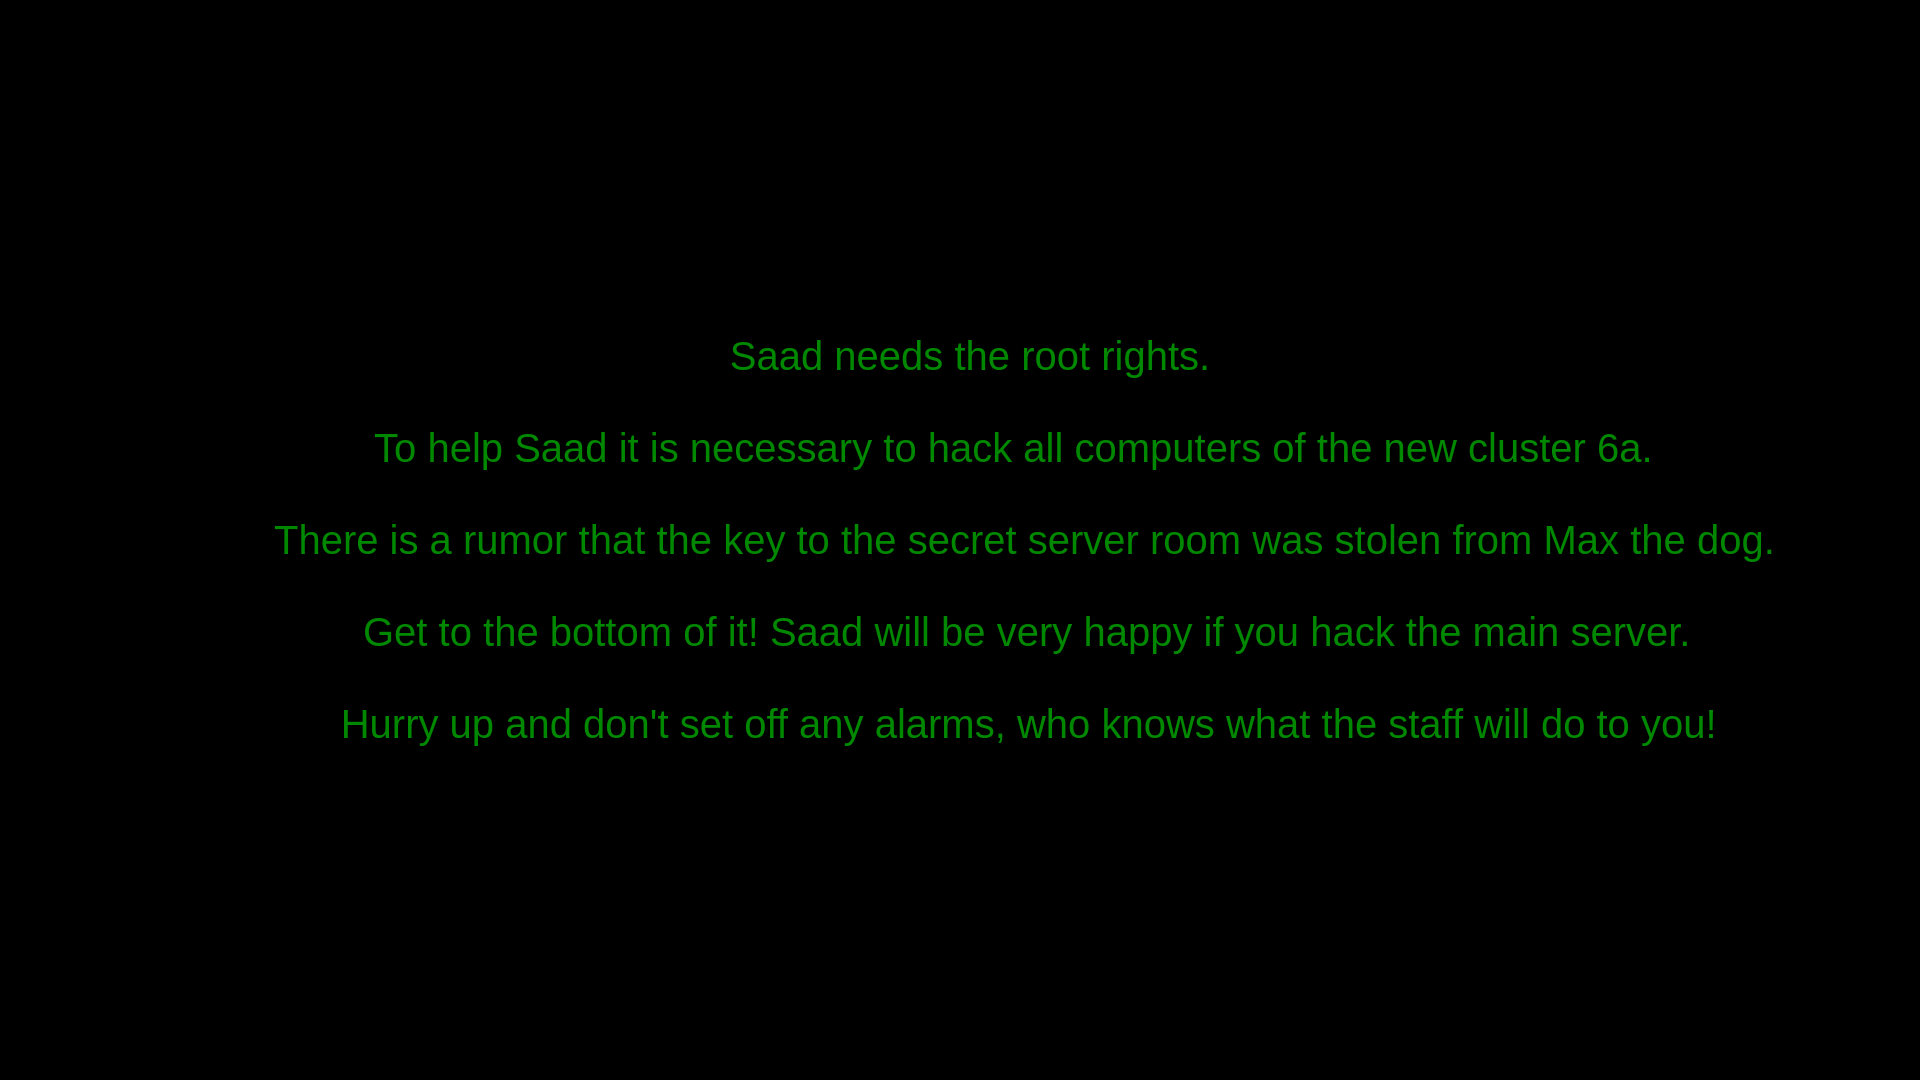 Saad needs the root rights.
To help Saad it is necessary to hack all computers of the new cluster 6a.
There is a rumor that the key to the secret server room was stolen from Max the dog.
Get to the bottom of it! Saad will be very happy if you hack the main server.
Hurry up and don't set off any alarms, who knows what the staff will do to you!